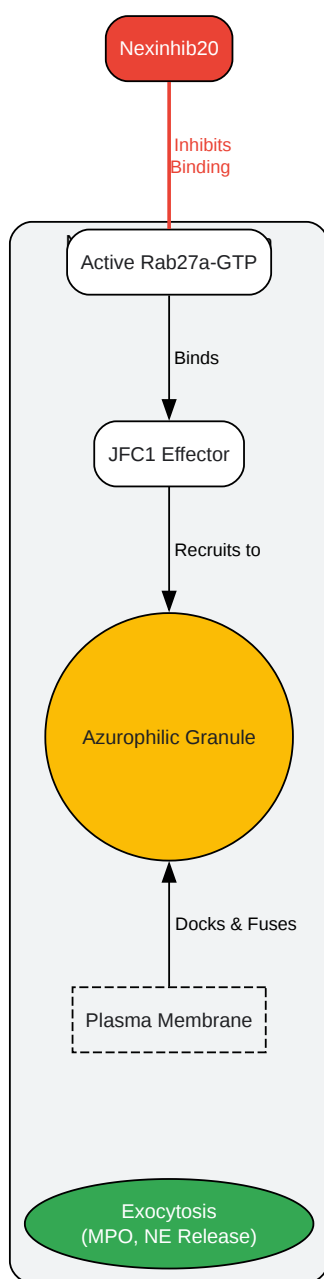 Nexinhib20
Inhibits
Binding
Active Rab27a-GTP
Binds
JFC1 Effector
Recruits to
Azurophilic Granule
Docks & Fuses
Plasma Membrane
Exocytosis
(MPO, NE Release)